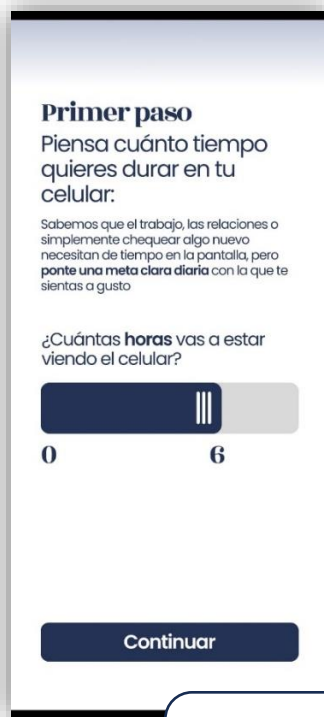 Primer paso
Piensa cuánto tiempo
quieres durar en tu
celular:
Sabemos que el trabajo, las relaciones o
simplemente chequear algo nuevo
necesitan de tiempo en la pantalla, pero
ponte una meta clara diaria con la que te
sientas a gusto
¿Cuántas horas vas a estar
viendo el celular?
0 6
Continuar